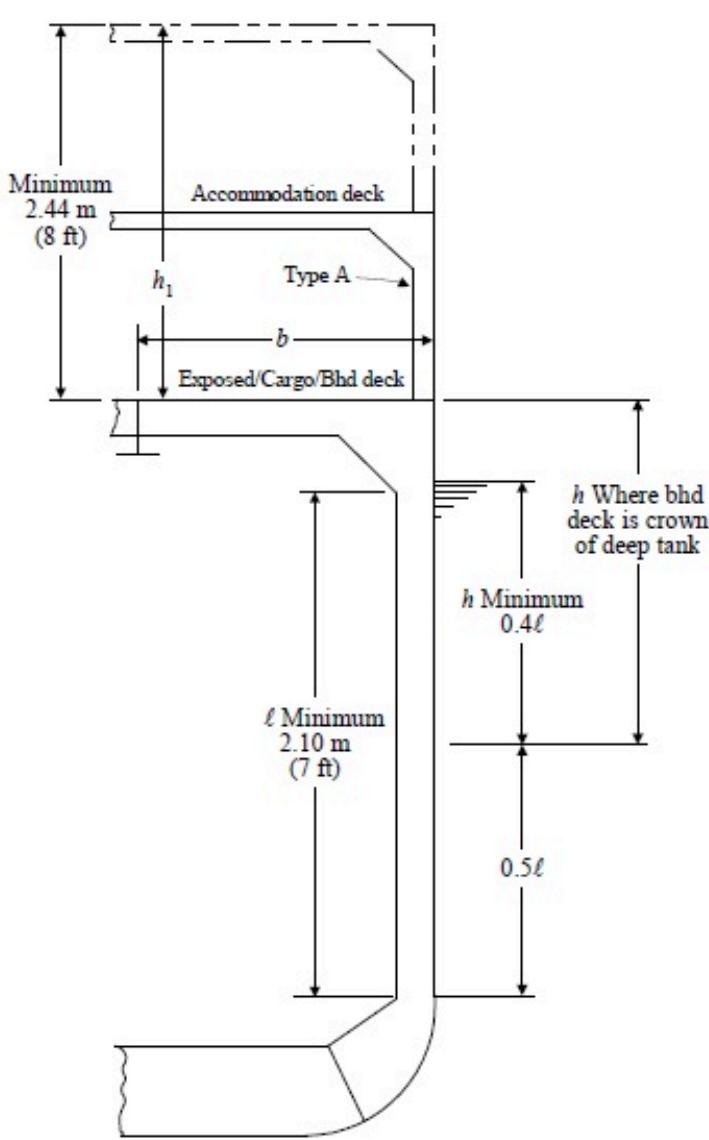 Minimum
2.44 m
(8 ft)
Accommodation deck
h₁
Type A
b
Exposed/Cargo/Bhd deck
h Where bhd
deck is crown
of deep tank
h Minimum
0.4ℓ
ℓ Minimum
2.10 m
(7 ft)
0.5ℓ